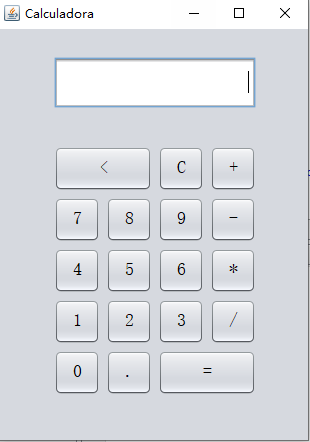 Calculadora
< C +
7 8 9 -
4 5 6 *
1 2 3 /
0 . =